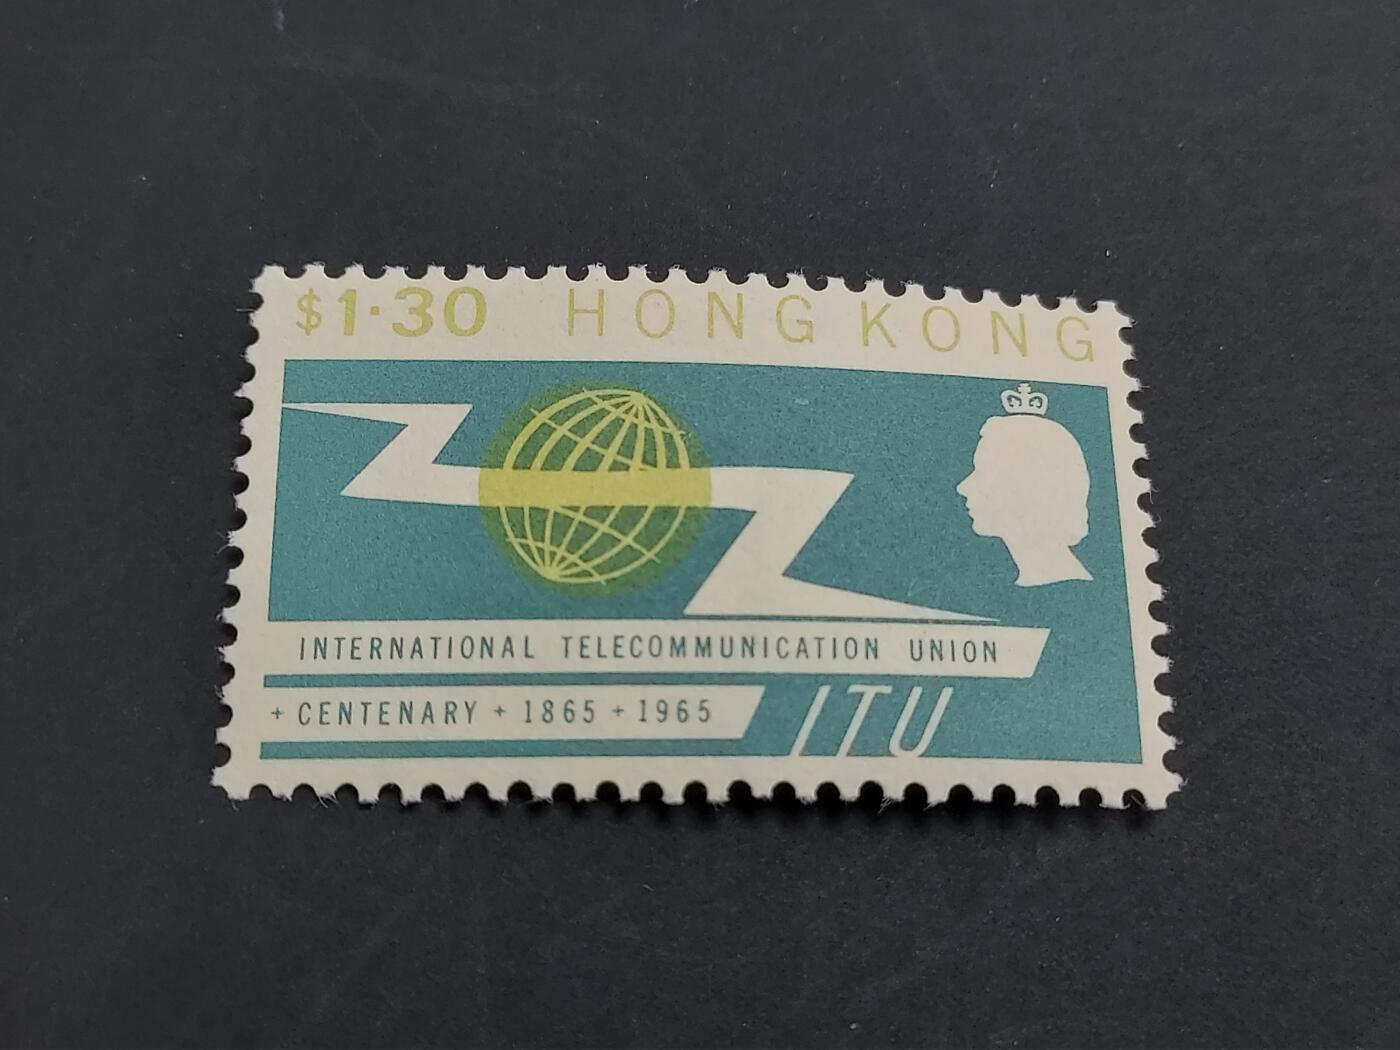 $1·30 HONG KONG
INTERNATIONAL TELECOMMUNICATION UNION
+ CENTENARY + 1865 + 1965
ITU